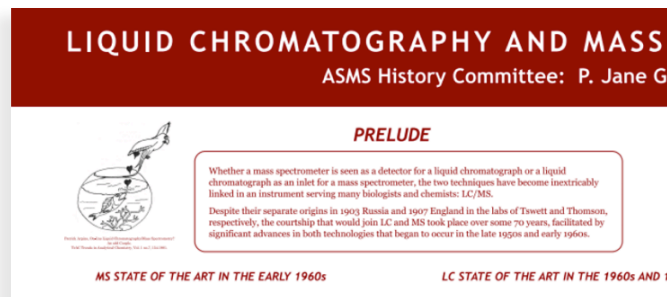 LIQUID CHROMATOGRAPHY AND MASS
ASMS History Committee: P. Jane G
PRELUDE
Whether a mass spectrometer is seen as a detector for a liquid chromatograph or a liquid
chromatograph as an inlet for a mass spectrometer, the two techniques have become inextricably
linked in an instrument serving many biologists and chemists: LC/MS.
Despite their separate origins in 1903 Russia and 1907 England in the labs of Tswett and Thomson,
respectively, the courtship that would join LC and MS took place over some 70 years, facilitated by
significant advances in both technologies that began to occur in the late 1950s and early 1960s.
MS STATE OF THE ART IN THE EARLY 1960s
LC STATE OF THE ART IN THE 1960s AND 1